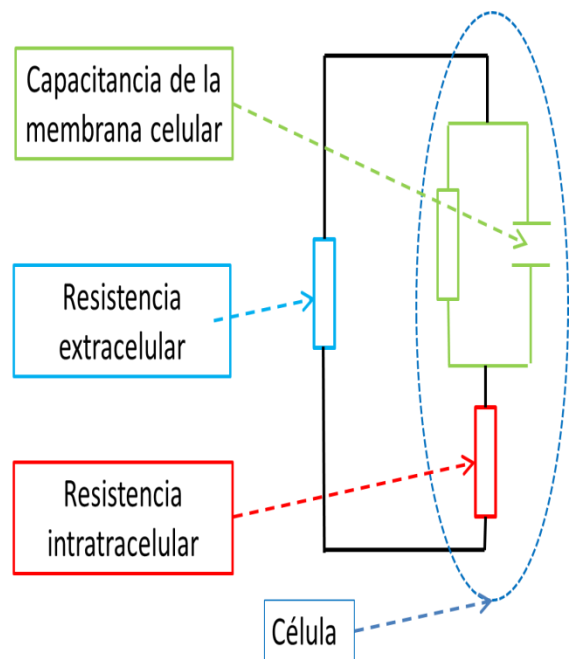 Capacitancia de la
membrana celular
Resistencia
extracelular
Resistencia
intratracelular
Célula